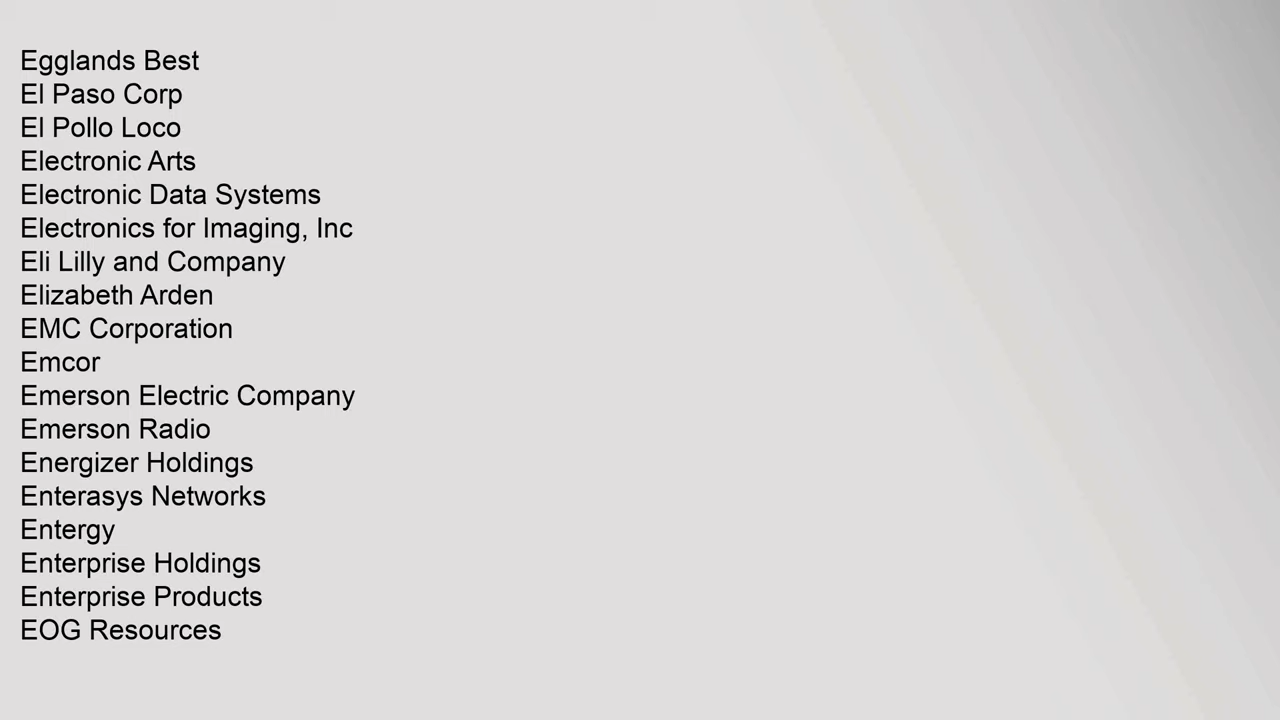 Egglands Best
El Paso Corp
El Pollo Loco
Electronic Arts
Electronic Data Systems
Electronics for Imaging, Inc
Eli Lilly and Company
Elizabeth Arden
EMC Corporation
Emcor
Emerson Electric Company
Emerson Radio
Energizer Holdings
Enterasys Networks
Entergy
Enterprise Holdings
Enterprise Products
EOG Resources